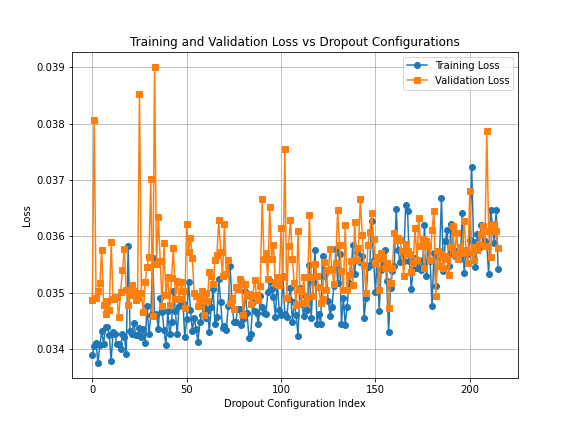 Training and Validation Loss vs Dropout Configurations
Training Loss
Validation Loss
0.039
0.038
0.037
0.036
0.035
0.034
Loss
0 50 100 150 200
Dropout Configuration Index